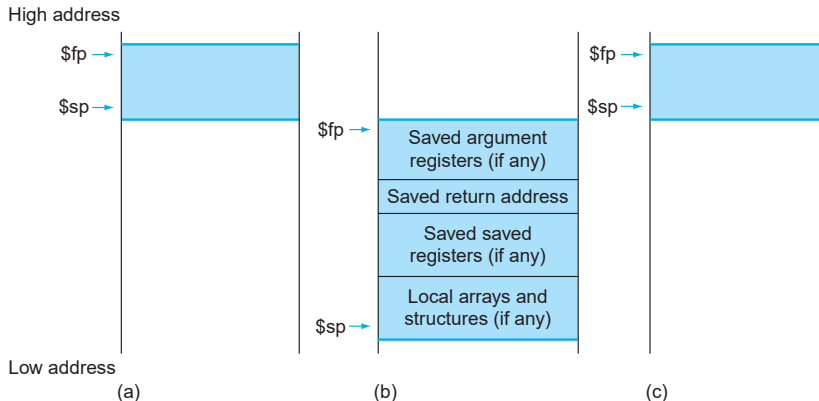 High address
$fp
$sp
$fp
Saved argument
registers (if any)
Saved return address
Saved saved
registers (if any)
Local arrays and
structures (if any)
$sp
$fp
$sp
Low address
(a)
(b)
(c)